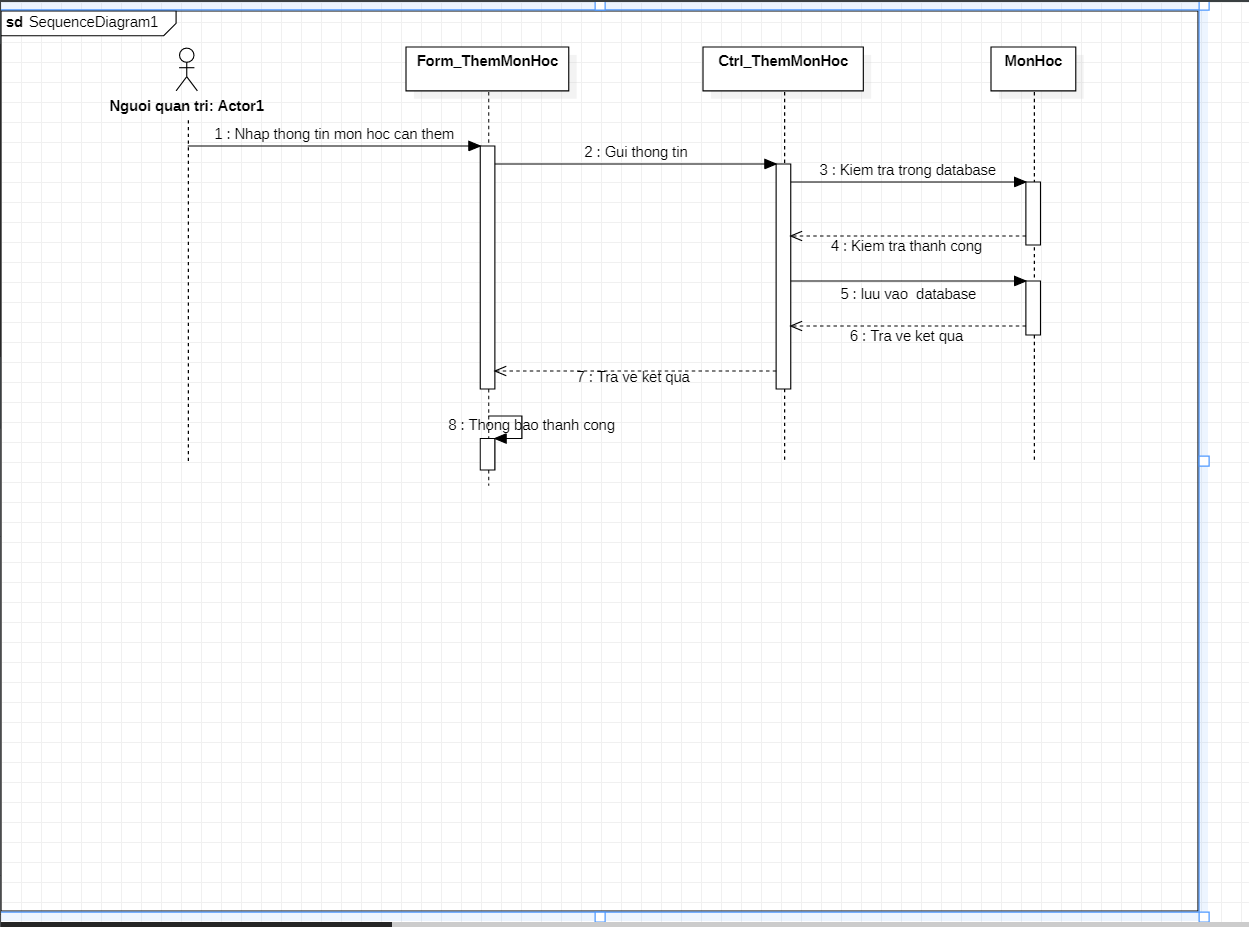 sd SequenceDiagram1
Form_ThemMonHoc
Ctrl_ThemMonHoc
MonHoc
Nguoi quan tri: Actor1
1 : Nhap thong tin mon hoc can them
2 : Gui thong tin
3 : Kiem tra trong database
4 : Kiem tra thanh cong
5 : luu vao  database
6 : Tra ve ket qua
7 : Tra ve ket qua
8 : Thong bao thanh cong